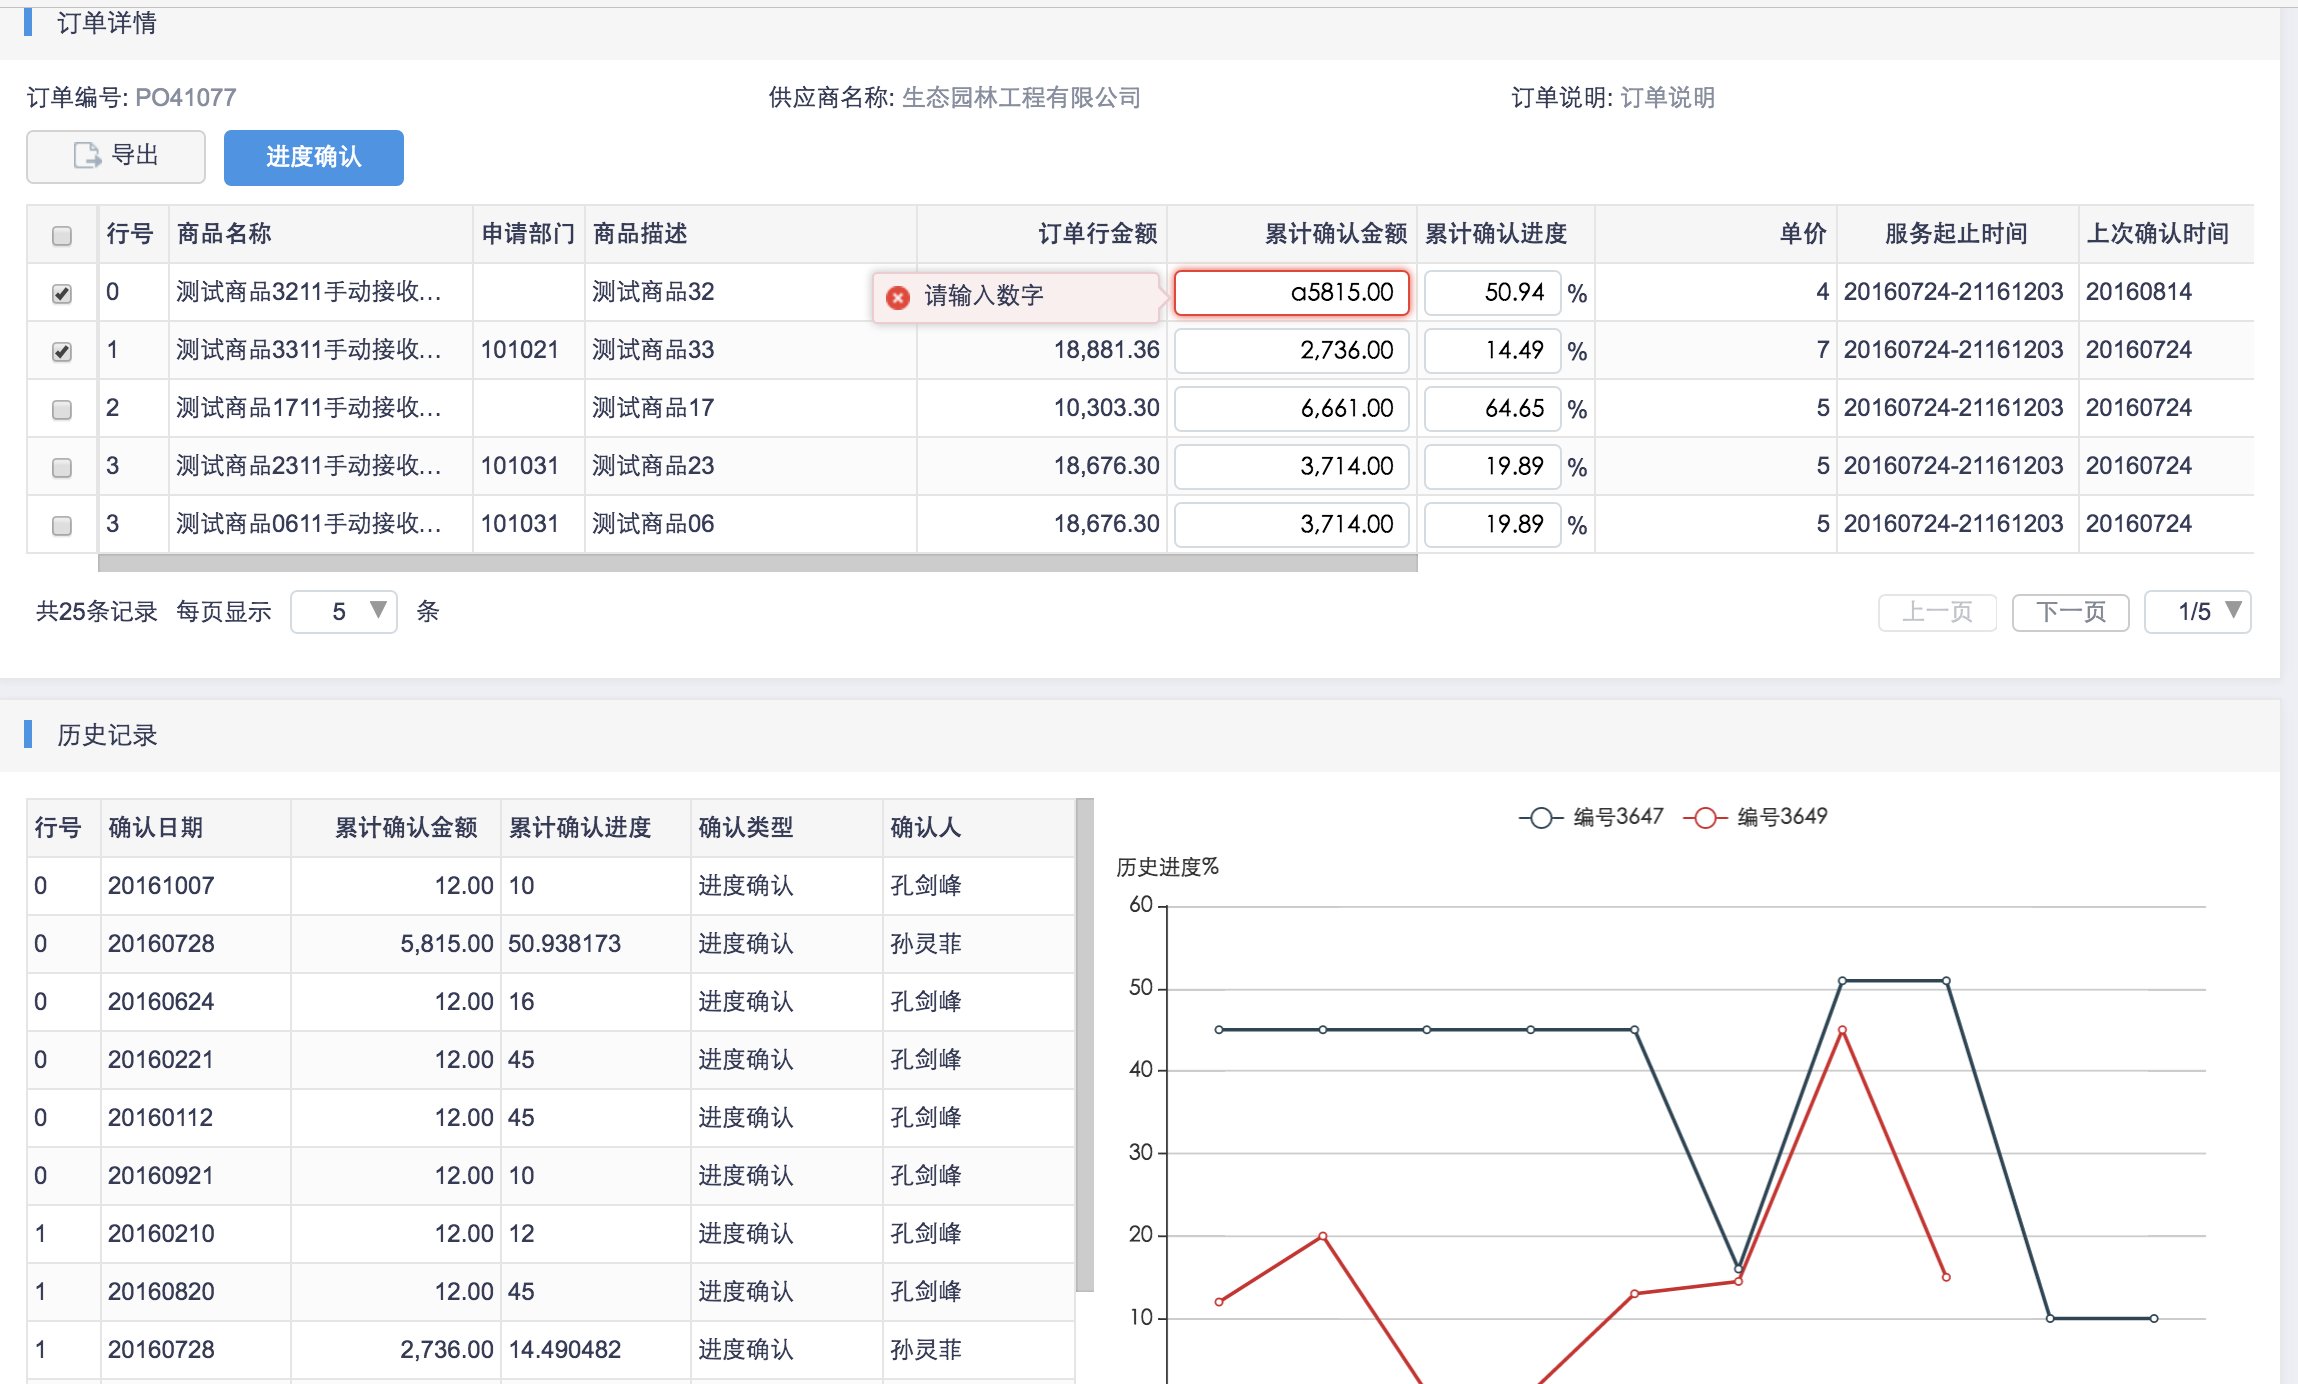 订单详情
订单编号: PO41077 供应商名称: 生态园林工程有限公司 订单说明: 订单说明
导出 进度确认
行号 商品名称 申请部门 商品描述 订单行金额 累计确认金额 累计确认进度 单价 服务起止时间 上次确认时间
0 测试商品3211手动接收... 测试商品32 请输入数字 a5815.00 50.94 % 4 20160724-21161203 20160814
1 测试商品3311手动接收... 101021 测试商品33 18,881.36 2,736.00 14.49 % 7 20160724-21161203 20160724
2 测试商品1711手动接收... 测试商品17 10,303.30 6,661.00 64.65 % 5 20160724-21161203 20160724
3 测试商品2311手动接收... 101031 测试商品23 18,676.30 3,714.00 19.89 % 5 20160724-21161203 20160724
3 测试商品0611手动接收... 101031 测试商品06 18,676.30 3,714.00 19.89 % 5 20160724-21161203 20160724
共25条记录 每页显示 5 条 上一页 下一页 1/5
历史记录
行号 确认日期 累计确认金额 累计确认进度 确认类型 确认人
0 20161007 12.00 10 进度确认 孔剑峰
0 20160728 5,815.00 50.938173 进度确认 孙灵菲
0 20160624 12.00 16 进度确认 孔剑峰
0 20160221 12.00 45 进度确认 孔剑峰
0 20160112 12.00 45 进度确认 孔剑峰
0 20160921 12.00 10 进度确认 孔剑峰
1 20160210 12.00 12 进度确认 孔剑峰
1 20160820 12.00 45 进度确认 孔剑峰
1 20160728 2,736.00 14.490482 进度确认 孙灵菲
编号3647 编号3649
历史进度%
60
50
40
30
20
10